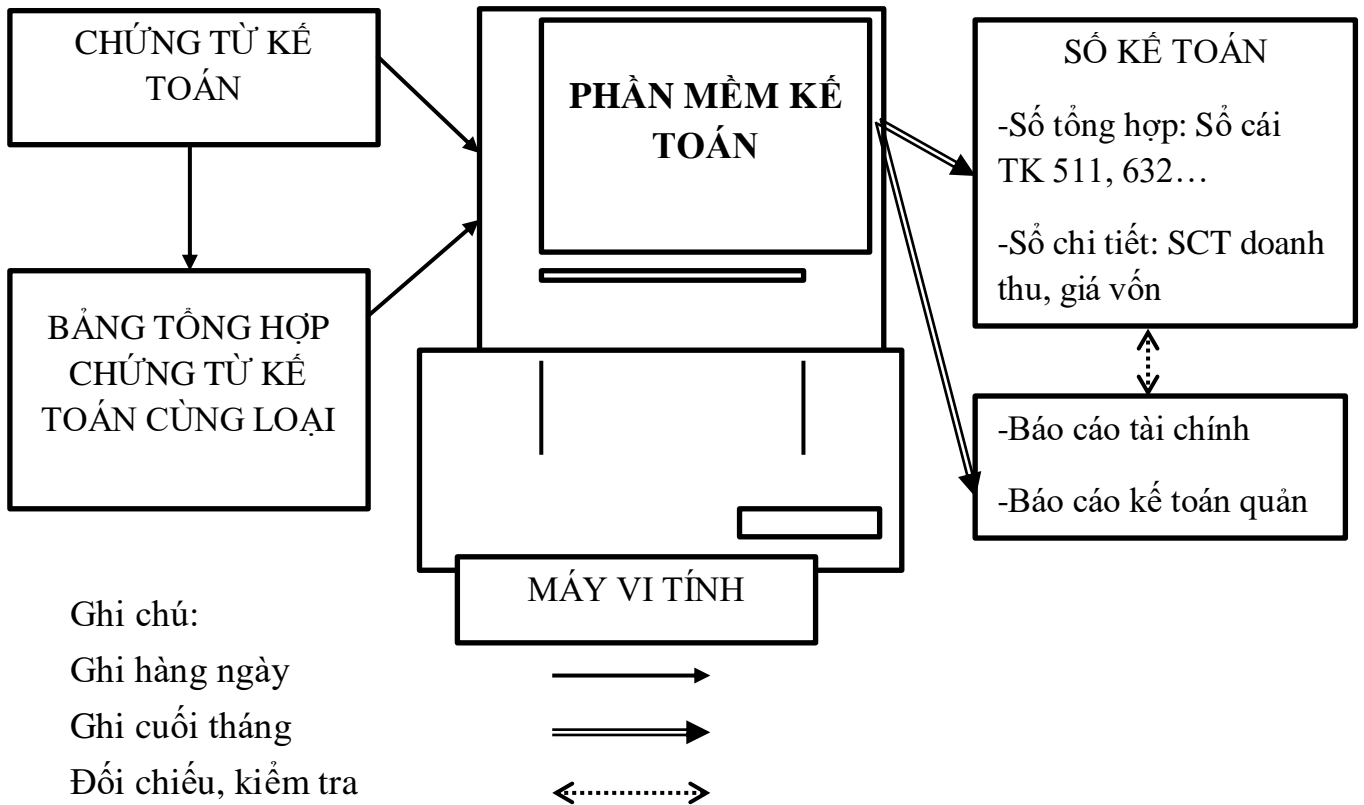 CHỨNG TỪ KẾ
TOÁN
BẢNG TỔNG HỢP
CHỨNG TỪ KẾ
TOÁN CÙNG LOẠI
PHẦN MỀM KẾ
TOÁN
MÁY VI TÍNH
SỐ KẾ TOÁN
-Số tổng hợp: Sổ cái
TK 511, 632…
-Sổ chi tiết: SCT doanh
thu, giá vốn
-Báo cáo tài chính
-Báo cáo kế toán quản
Ghi chú:
Ghi hàng ngày
Ghi cuối tháng
Đối chiếu, kiểm tra